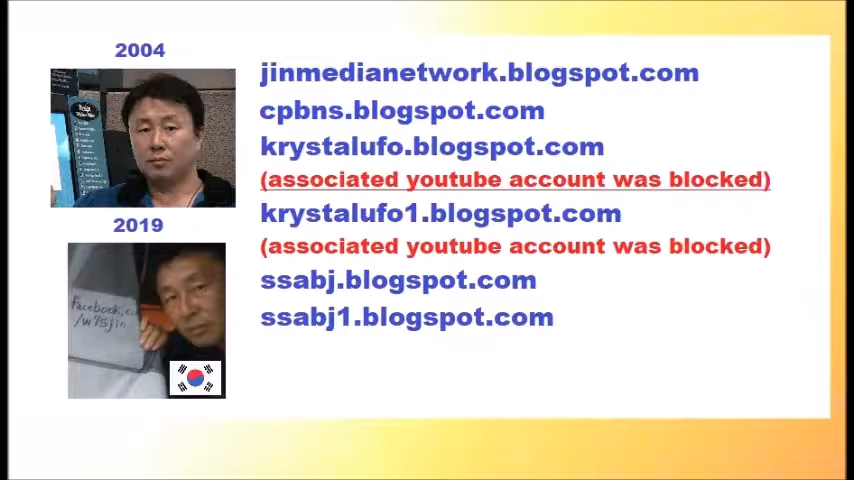 2004
jinmedianetwork.blogspot.com
cpbns.blogspot.com
krystalufo.blogspot.com
(associated youtube account was blocked)
2019
krystalufo1.blogspot.com
(associated youtube account was blocked)
ssabj.blogspot.com
ssabj1.blogspot.com
/w75jin